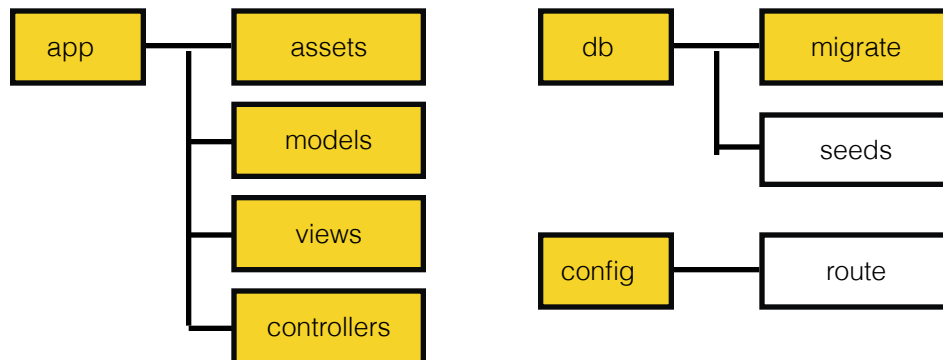 app
assets
models
views
controllers
db
migrate
seeds
config
route